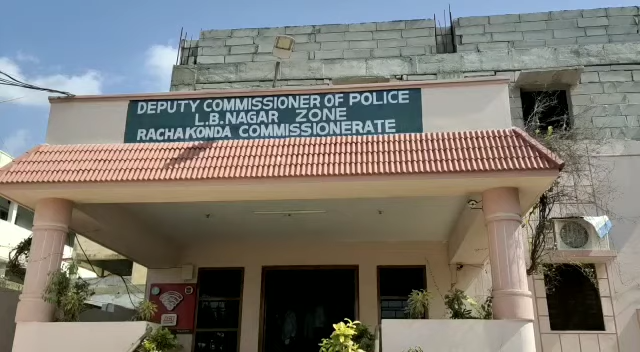 DEPUTY COMMISSIONER OF POLICE
L.B.NAGAR ZONE
RACHAKONDA COMMISSIONERATE